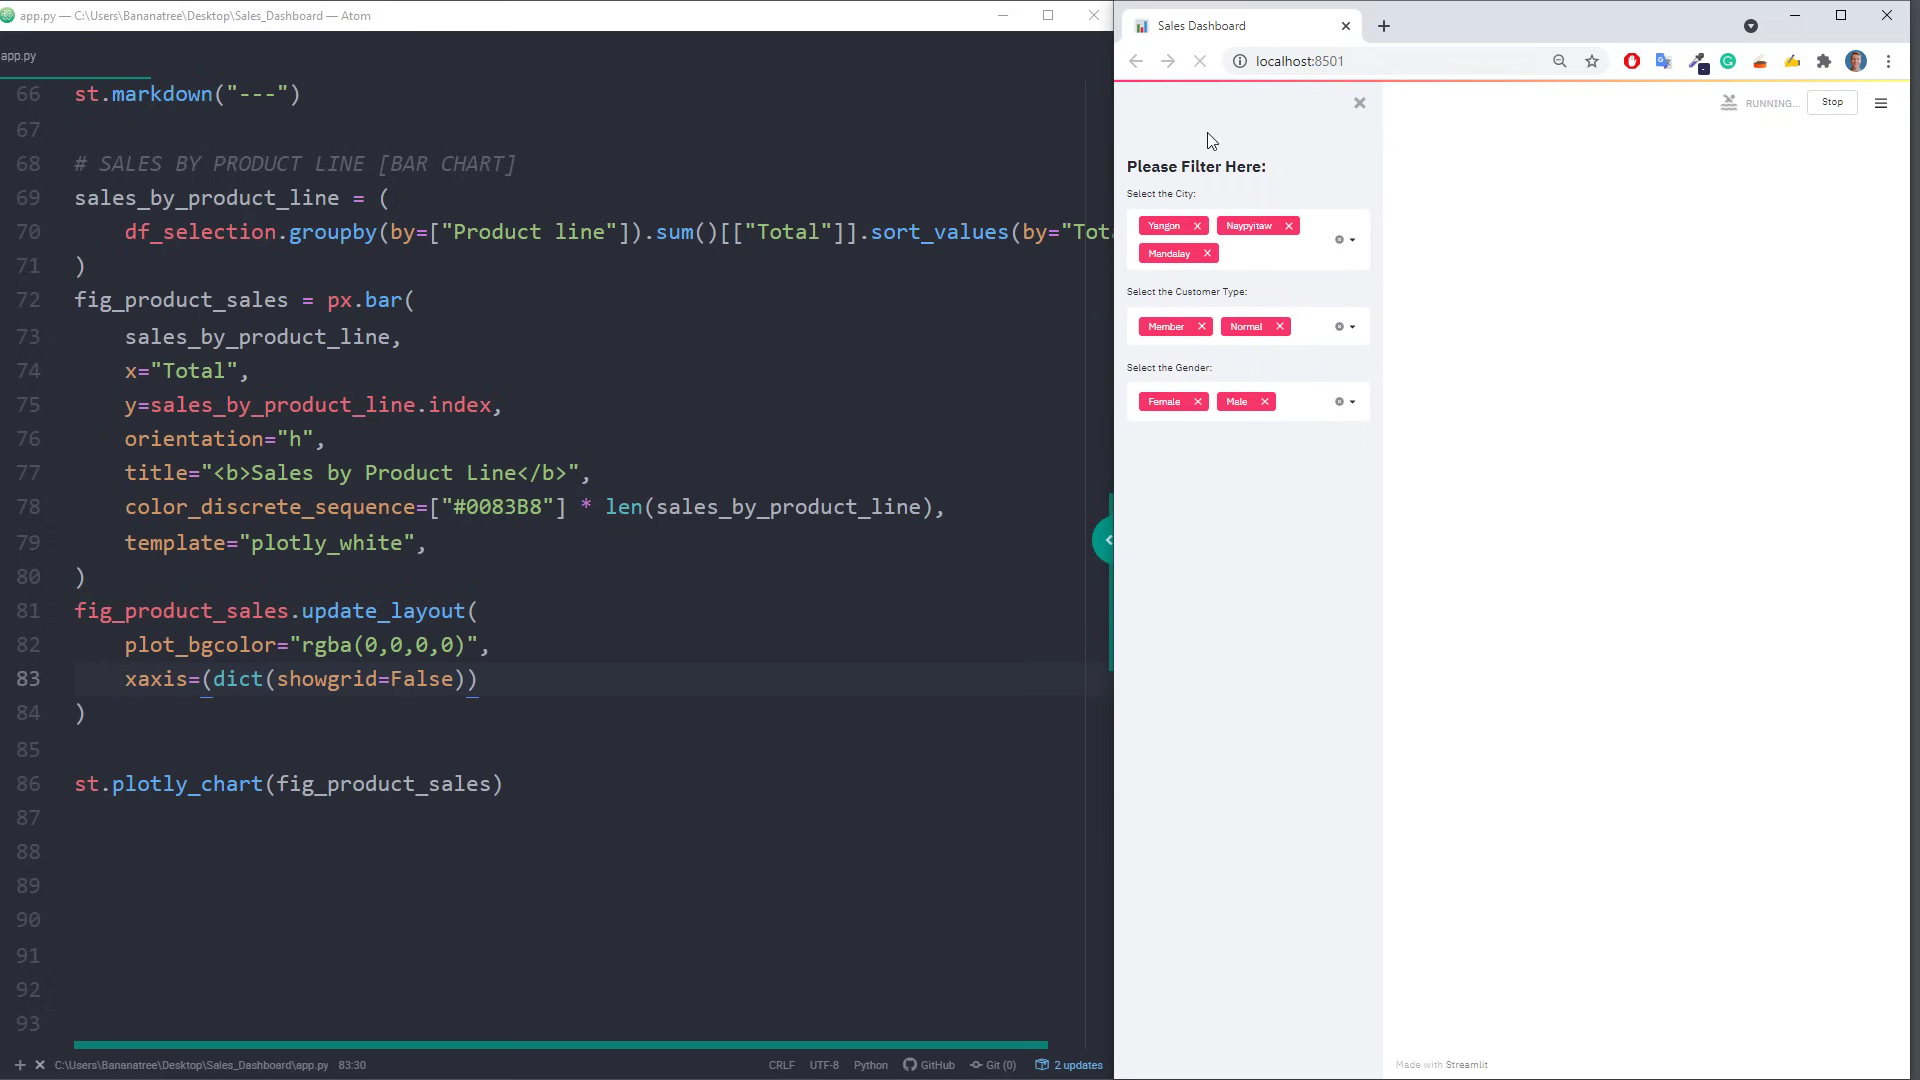 app.py — C:\Users\Bananatree\Desktop\Sales_Dashboard — Atom
app.py
66 st.markdown("---")
67
68 # SALES BY PRODUCT LINE [BAR CHART]
69 sales_by_product_line = (
70 df_selection.groupby(by=["Product line"]).sum()[["Total"]].sort_values(by="Tota
71 )
72 fig_product_sales = px.bar(
73 sales_by_product_line,
74 x="Total",
75 y=sales_by_product_line.index,
76 orientation="h",
77 title="<b>Sales by Product Line</b>",
78 color_discrete_sequence=["#0083B8"] * len(sales_by_product_line),
79 template="plotly_white",
80 )
81 fig_product_sales.update_layout(
82 plot_bgcolor="rgba(0,0,0,0)",
83 xaxis=(dict(showgrid=False))
84 )
85
86 st.plotly_chart(fig_product_sales)
87
88
89
90
91
92
93
C:\Users\Bananatree\Desktop\Sales_Dashboard\app.py 83:30 CRLF UTF-8 Python GitHub Git (0) 2 updates
Sales Dashboard
localhost:8501
RUNNING... Stop
Please Filter Here:
Select the City:
Yangon Naypyitaw
Mandalay
Select the Customer Type:
Member Normal
Select the Gender:
Female Male
Made with Streamlit